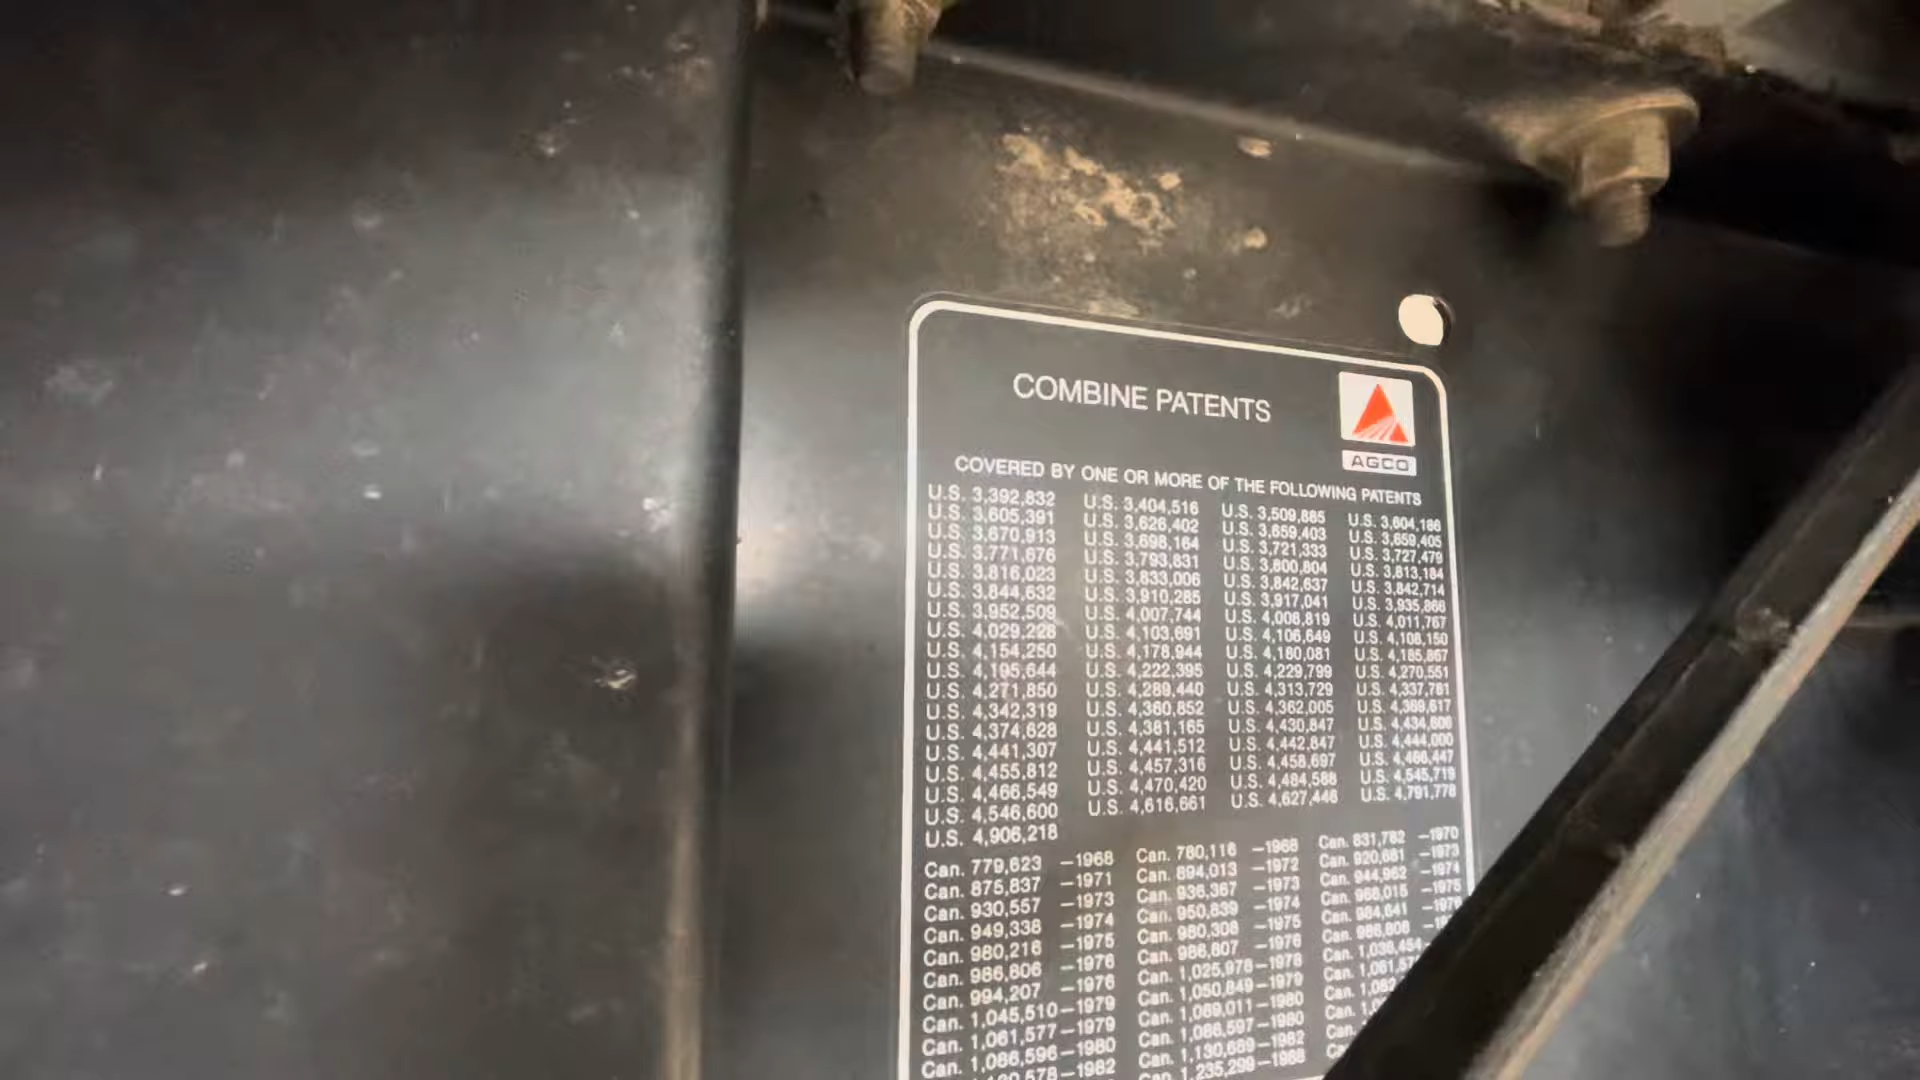 COMBINE PATENTS
AGCO
COVERED BY ONE OR MORE OF THE FOLLOWING PATENTS
U.S. 3,392,832 U.S. 3,404,516 U.S. 3,509,885 U.S. 3,604,186
U.S. 3,605,391 U.S. 3,626,402 U.S. 3,659,403 U.S. 3,659,405
U.S. 3,670,913 U.S. 3,698,164 U.S. 3,721,333 U.S. 3,727,479
U.S. 3,771,676 U.S. 3,793,831 U.S. 3,800,804 U.S. 3,813,184
U.S. 3,816,023 U.S. 3,833,006 U.S. 3,842,637 U.S. 3,842,714
U.S. 3,844,632 U.S. 3,910,285 U.S. 3,917,041 U.S. 3,935,866
U.S. 3,952,509 U.S. 4,007,744 U.S. 4,008,819 U.S. 4,011,767
U.S. 4,029,228 U.S. 4,103,691 U.S. 4,106,649 U.S. 4,108,150
U.S. 4,154,250 U.S. 4,178,944 U.S. 4,180,081 U.S. 4,185,867
U.S. 4,195,644 U.S. 4,222,395 U.S. 4,229,799 U.S. 4,270,551
U.S. 4,271,850 U.S. 4,289,440 U.S. 4,313,729 U.S. 4,337,781
U.S. 4,342,319 U.S. 4,360,852 U.S. 4,362,005 U.S. 4,369,617
U.S. 4,374,628 U.S. 4,381,165 U.S. 4,430,847 U.S. 4,434,606
U.S. 4,441,307 U.S. 4,441,512 U.S. 4,442,847 U.S. 4,444,000
U.S. 4,455,812 U.S. 4,457,316 U.S. 4,458,697 U.S. 4,466,447
U.S. 4,466,549 U.S. 4,470,420 U.S. 4,484,588 U.S. 4,545,719
U.S. 4,546,600 U.S. 4,616,661 U.S. 4,627,446 U.S. 4,791,778
U.S. 4,906,218
Can. 779,623 –1968 Can. 780,116 –1968 Can. 831,782 –1970
Can. 875,837 –1971 Can. 894,013 –1972 Can. 920,681 –1973
Can. 930,557 –1973 Can. 936,367 –1973 Can. 944,962 –1974
Can. 949,336 –1974 Can. 950,839 –1974 Can. 968,015 –1975
Can. 980,216 –1975 Can. 980,308 –1975 Can. 984,641
Can. 986,806 –1976 Can. 986,807 –1976 Can. 986,808
Can. 994,207 –1976 Can. 1,025,978–1978 Can. 1,036,454–
Can. 1,045,510–1979 Can. 1,050,849–1979 Can.
Can. 1,061,577–1979 Can. 1,069,011–1980 Can.
Can. 1,086,596–1980 Can. 1,086,597–1980 Can.
Can. 1,130,689–1982
Can. 1,235,299–1988